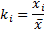 kᵢ = xᵢ / x̄